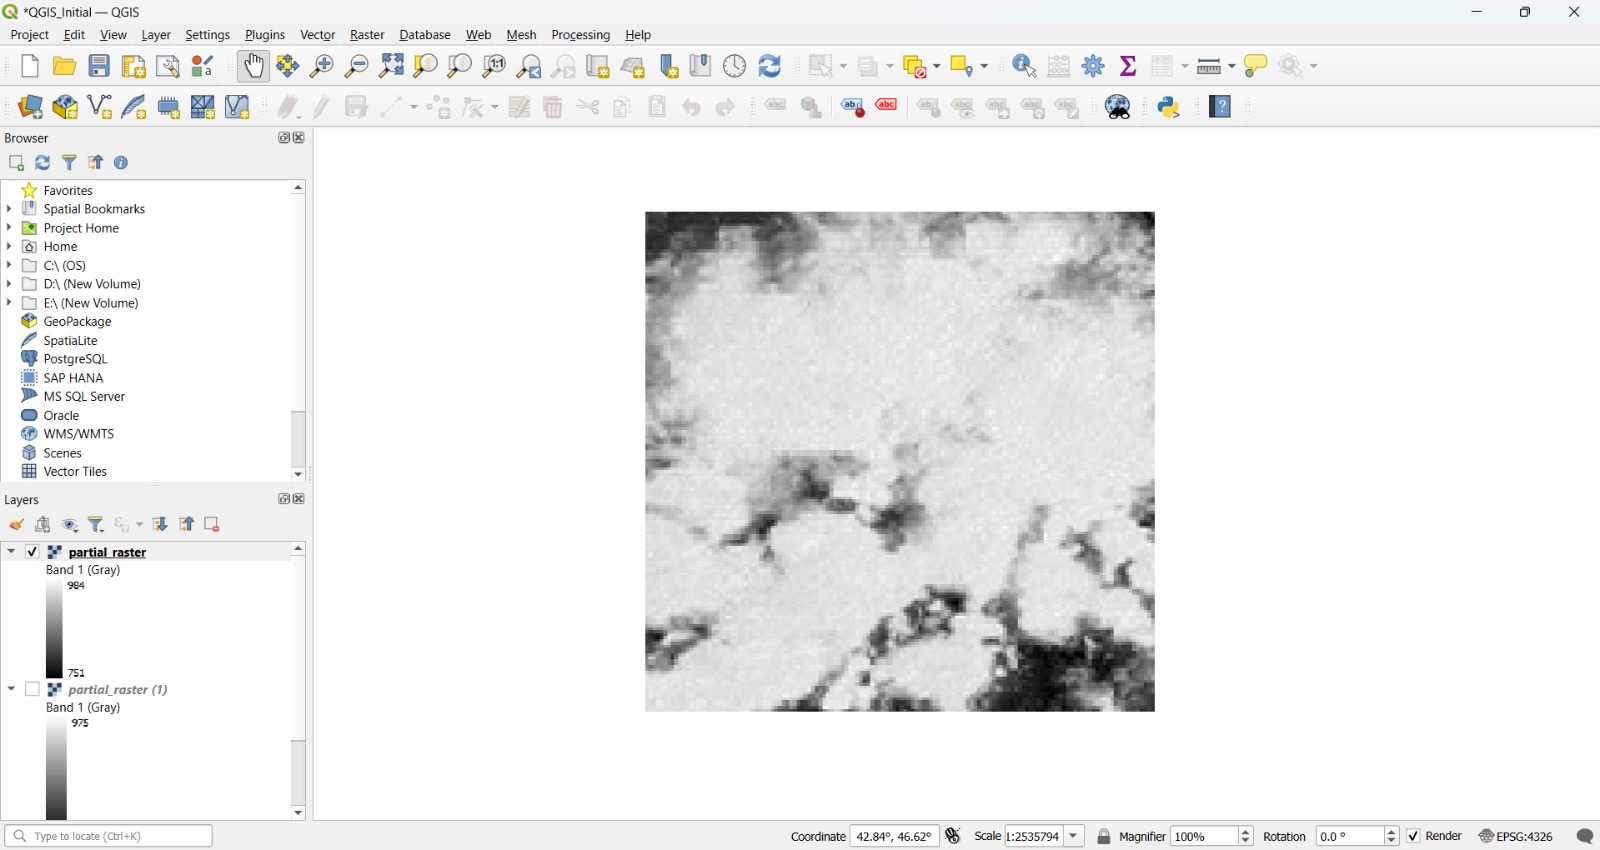 *QGIS_Initial — QGIS
Project Edit View Layer Settings Plugins Vector Raster Database Web Mesh Processing Help
Browser
Favorites
Spatial Bookmarks
Project Home
Home
C:\ (OS)
D:\ (New Volume)
E:\ (New Volume)
GeoPackage
SpatiaLite
PostgreSQL
SAP HANA
MS SQL Server
Oracle
WMS/WMTS
Scenes
Vector Tiles
Layers
partial_raster
Band 1 (Gray)
984
751
partial_raster (1)
Band 1 (Gray)
975
Type to locate (Ctrl+K)
Coordinate 42.84°, 46.62° Scale 1:2535794 Magnifier 100% Rotation 0.0 ° Render EPSG:4326